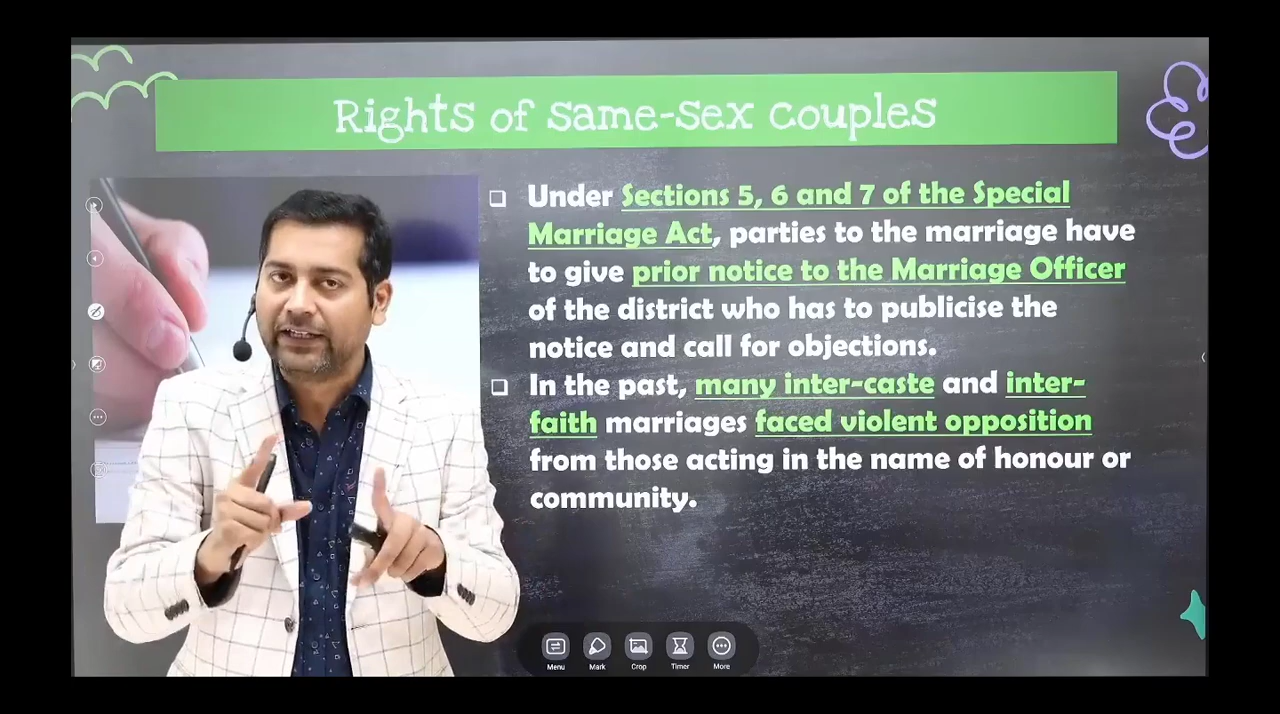 Rights of same-sex couples
Under Sections 5, 6 and 7 of the Special
Marriage Act, parties to the marriage have
to give prior notice to the Marriage Officer
of the district who has to publicise the
notice and call for objections.
In the past, many inter-caste and inter-
faith marriages faced violent opposition
from those acting in the name of honour or
community.
Menu Mark Crop Timer More